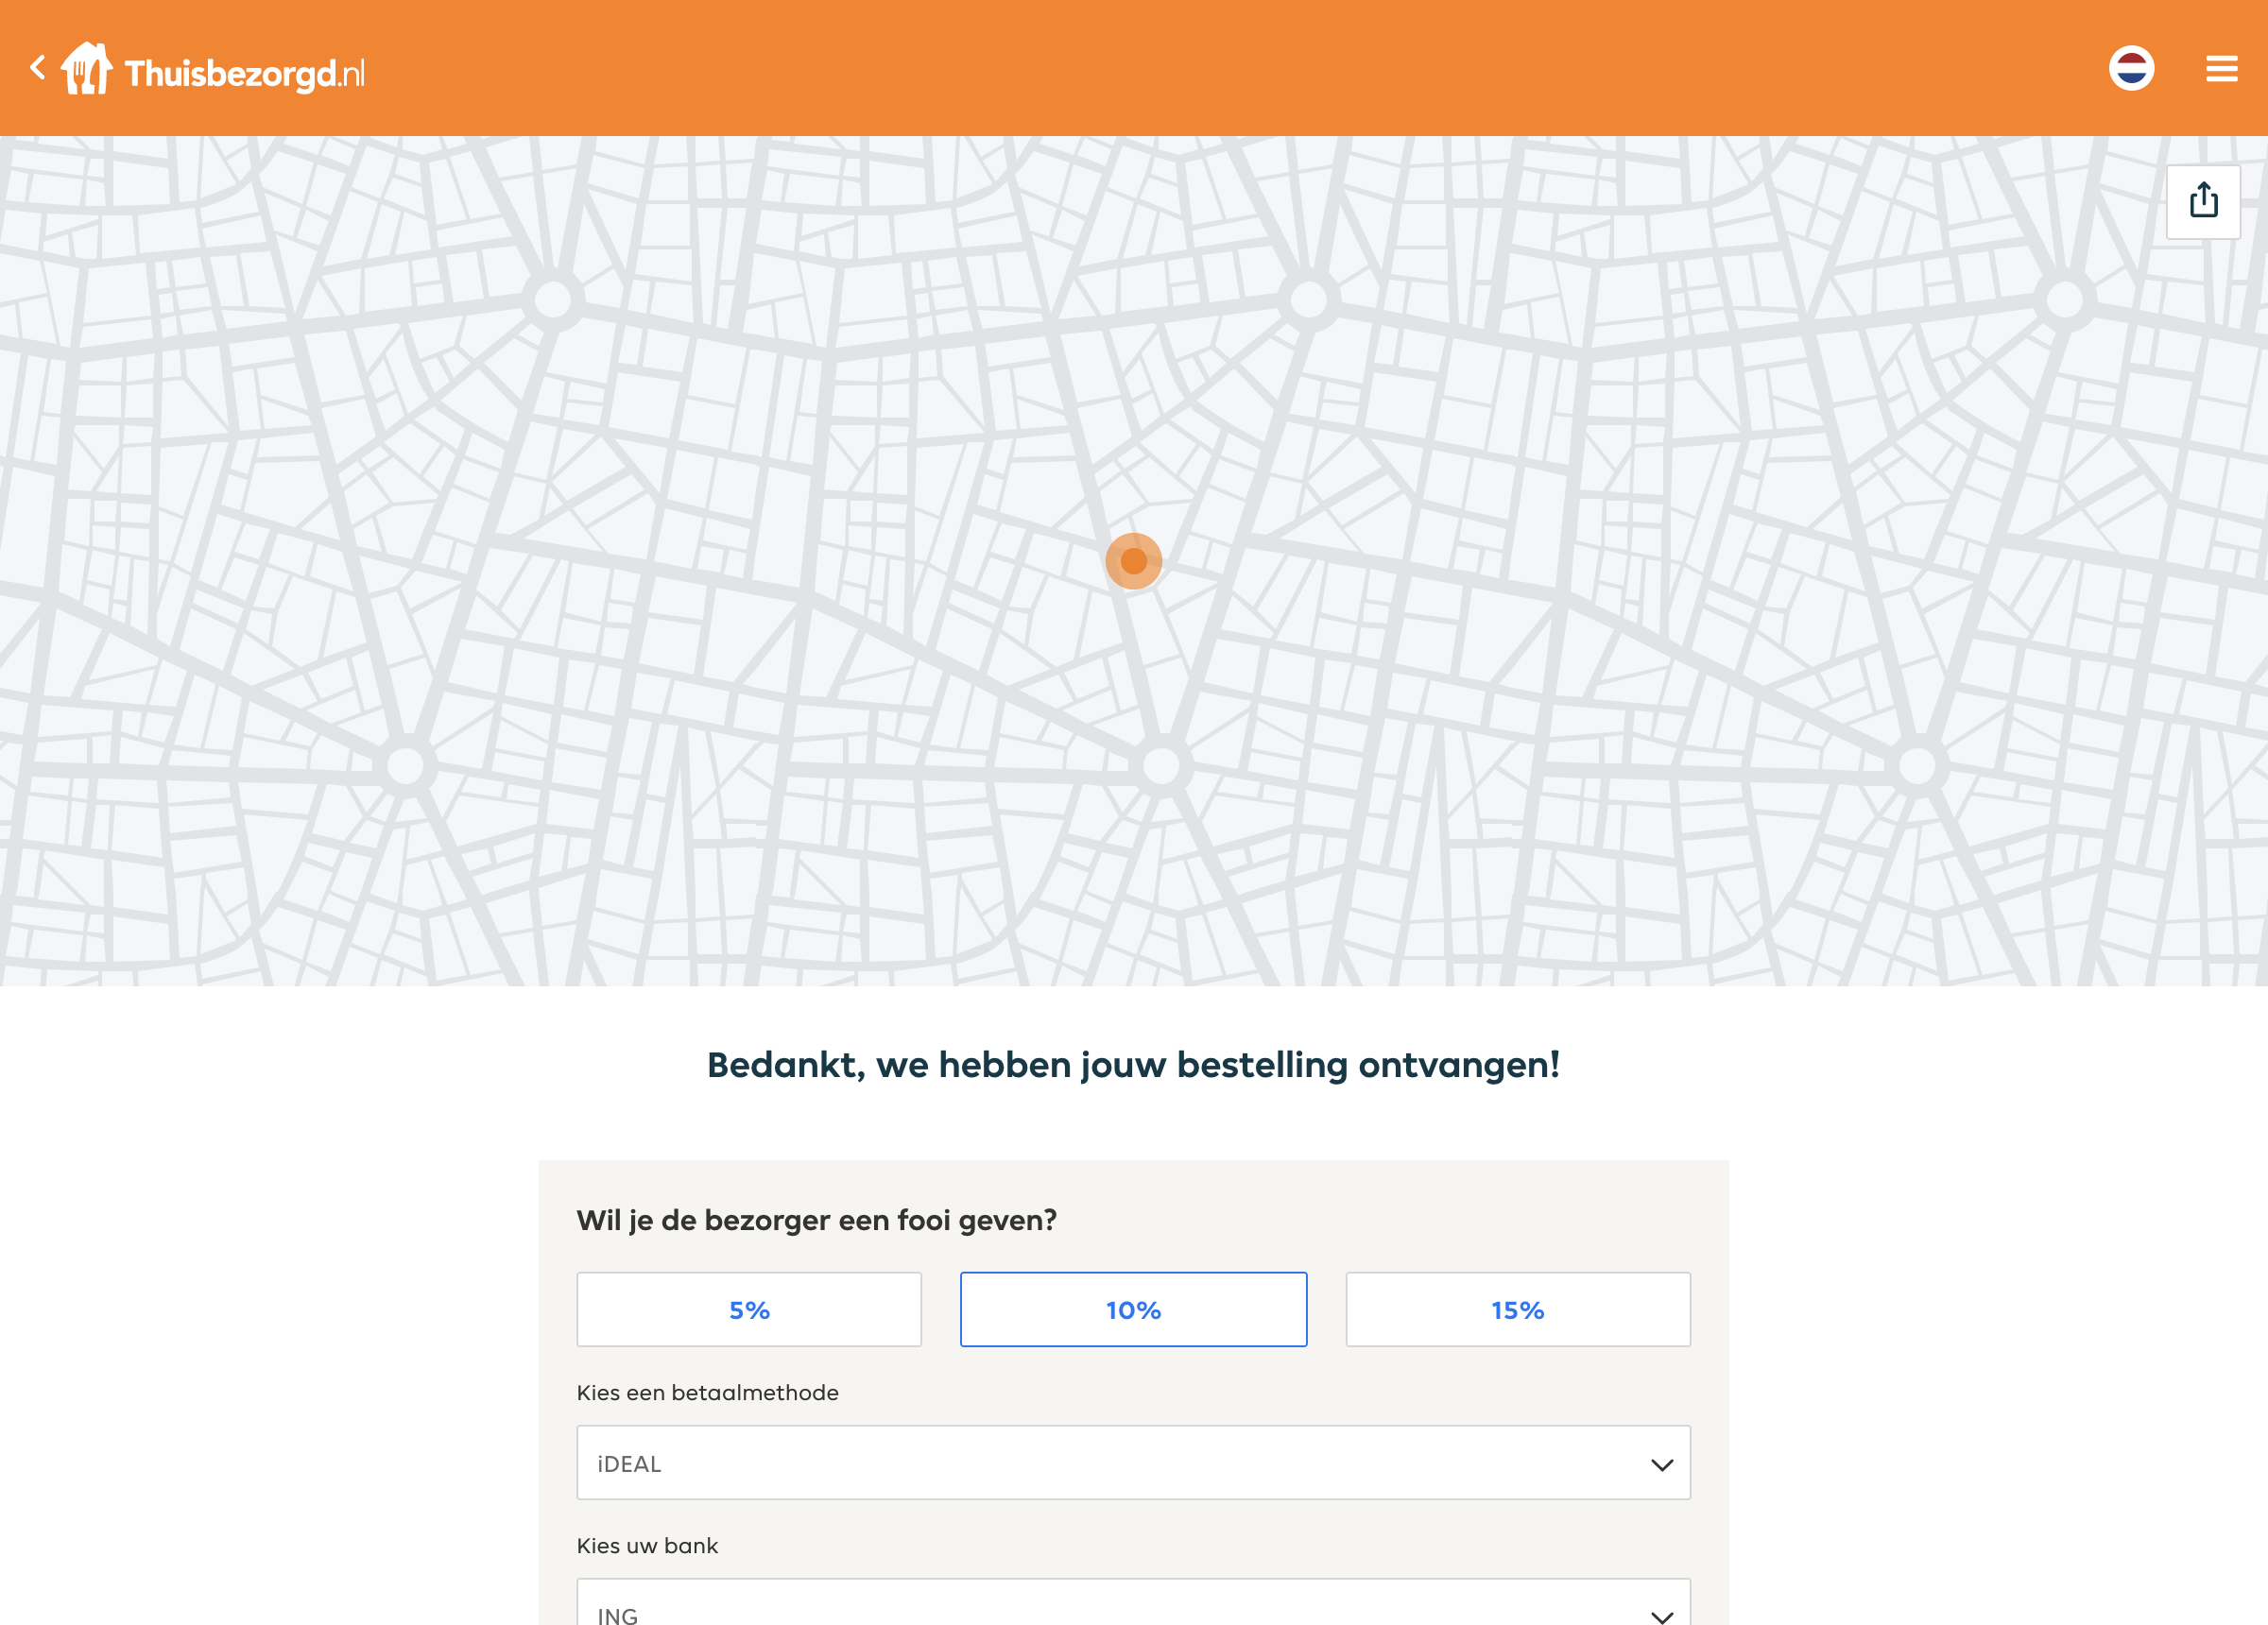 Thuisbezorgd.nl
Bedankt, we hebben jouw bestelling ontvangen!
Wil je de bezorger een fooi geven?
5%
10%
15%
Kies een betaalmethode
iDEAL
Kies uw bank
ING